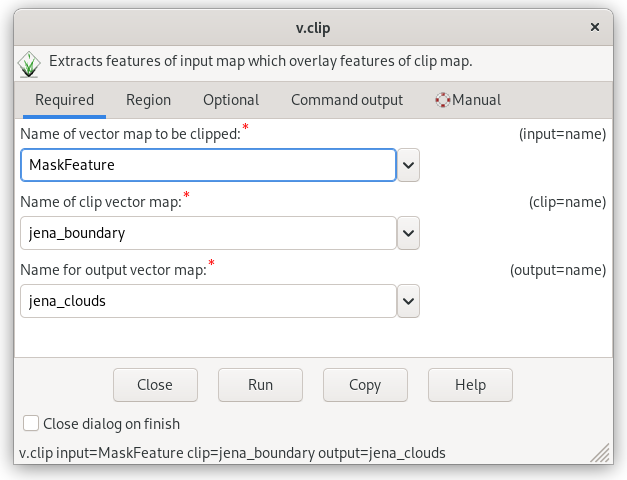 v.clip
Extracts features of input map which overlay features of clip map.
Required Region Optional Command output Manual
Name of vector map to be clipped:* (input=name)
MaskFeature
Name of clip vector map:* (clip=name)
jena_boundary
Name for output vector map:* (output=name)
jena_clouds
Close Run Copy Help
Close dialog on finish
v.clip input=MaskFeature clip=jena_boundary output=jena_clouds